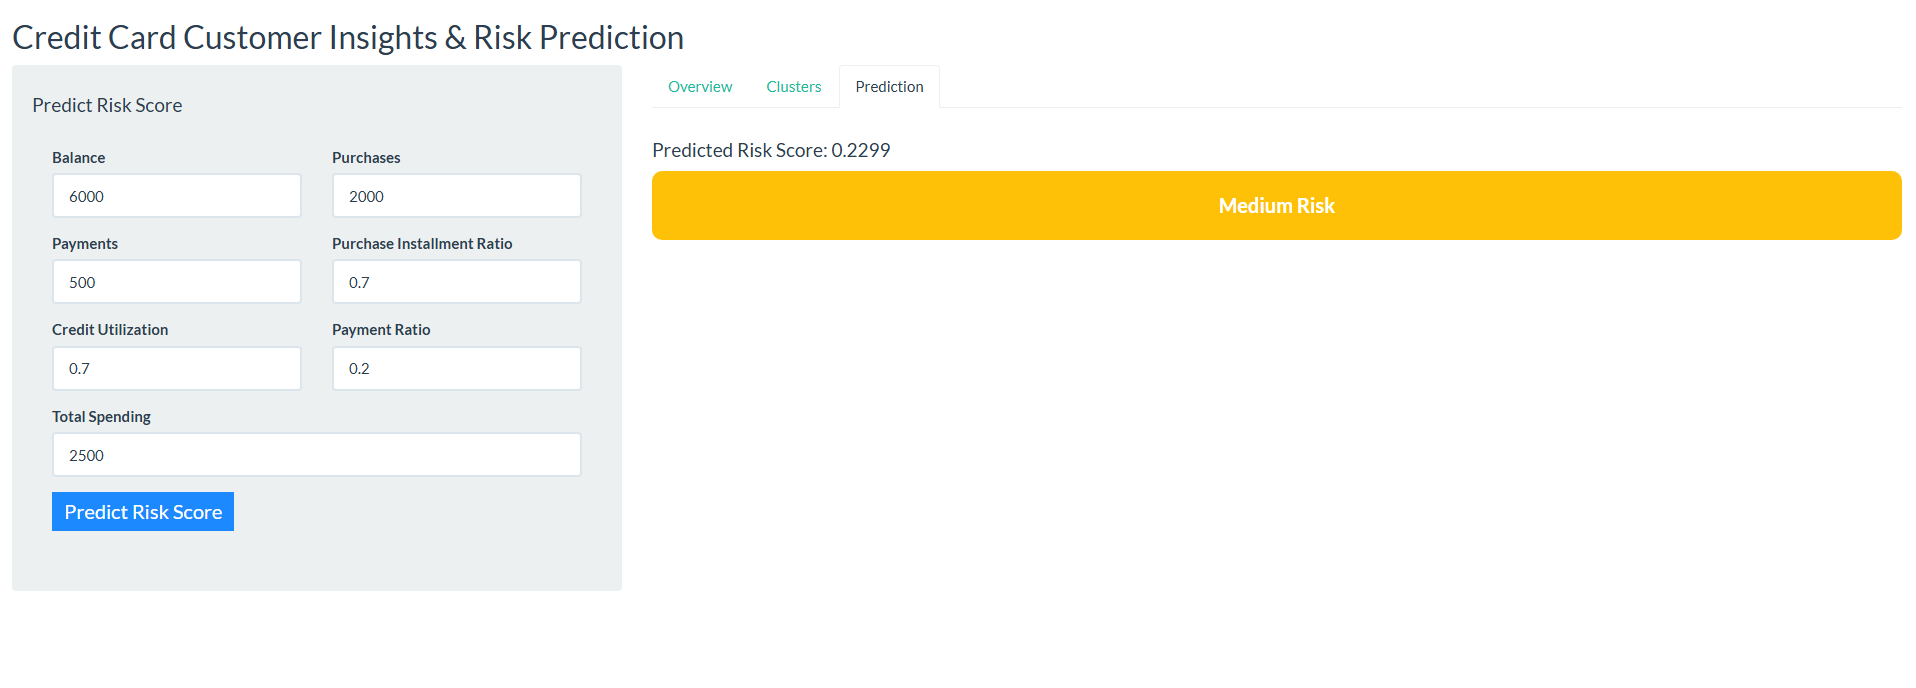 Credit Card Customer Insights & Risk Prediction
Predict Risk Score
Balance
6000
Purchases
2000
Payments
500
Purchase Installment Ratio
0.7
Credit Utilization
0.7
Payment Ratio
0.2
Total Spending
2500
Predict Risk Score
Overview
Clusters
Prediction
Predicted Risk Score: 0.2299
Medium Risk